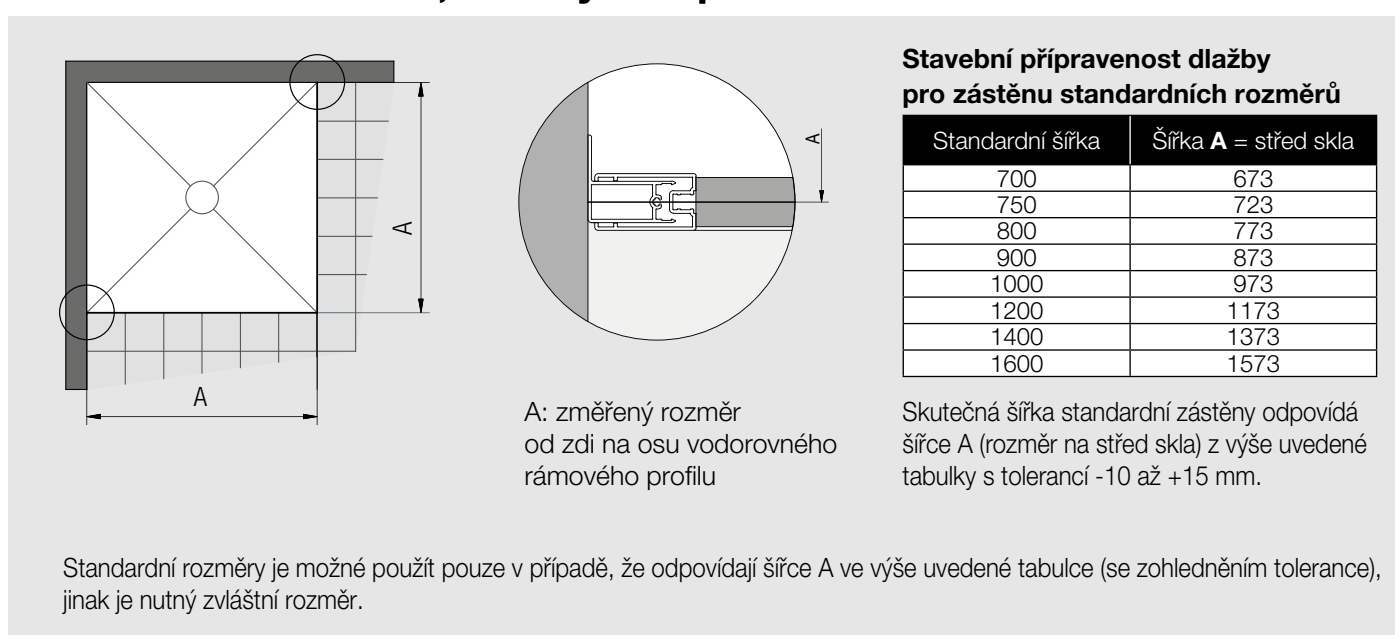 A
A
A
A: změřený rozměr
od zdi na osu vodorovného
rámového profilu
Stavební přípravenost dlažby
pro zástěnu standardních rozměrů
Standardní šířka Šířka A = střed skla
700 673
750 723
800 773
900 873
1000 973
1200 1173
1400 1373
1600 1573
Skutečná šířka standardní zástěny odpovídá
šířce A (rozměr na střed skla) z výše uvedené
tabulky s tolerancí -10 až +15 mm.
Standardní rozměry je možné použít pouze v případě, že odpovídají šířce A ve výše uvedené tabulce (se zohledněním tolerance),
jinak je nutný zvláštní rozměr.